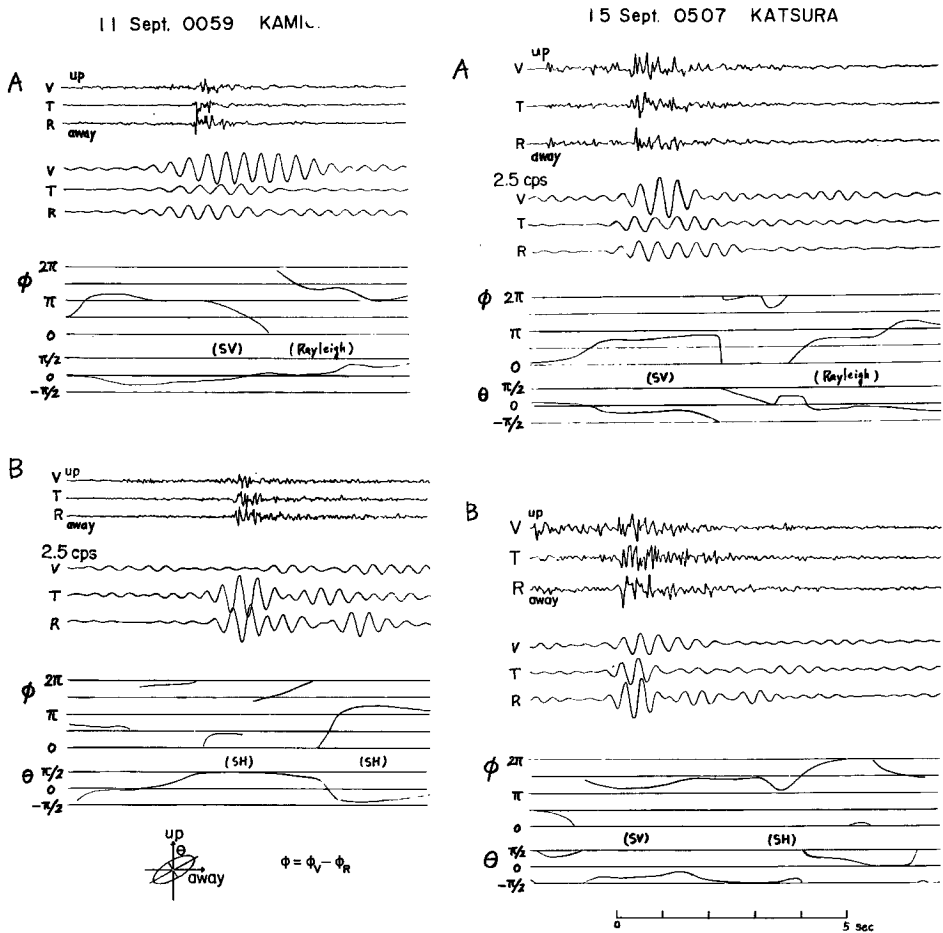 11 Sept. 0059
A
up
V
T
R
away
V
T
R
ϕ
2π
π
0
(SV) (Rayleigh)
π/2
0
-π/2
B
V up
T
R
away
2.5 cps
V
T
R
ϕ
2π
π
0
(SH) (SH)
θ
π/2
0
-π/2
up
θ
away
ϕ = ϕV - ϕR
15 Sept. 0507 KATSURA
A
up
V
T
R
away
2.5 cps
V
T
R
ϕ
2π
π
0
(SV) (Rayleigh)
θ
π/2
0
-π/2
B
up
V
T
R
away
V
T
R
ϕ
2π
π
0
(SV) (SH)
θ
π/2
0
-π/2
0 5 sec